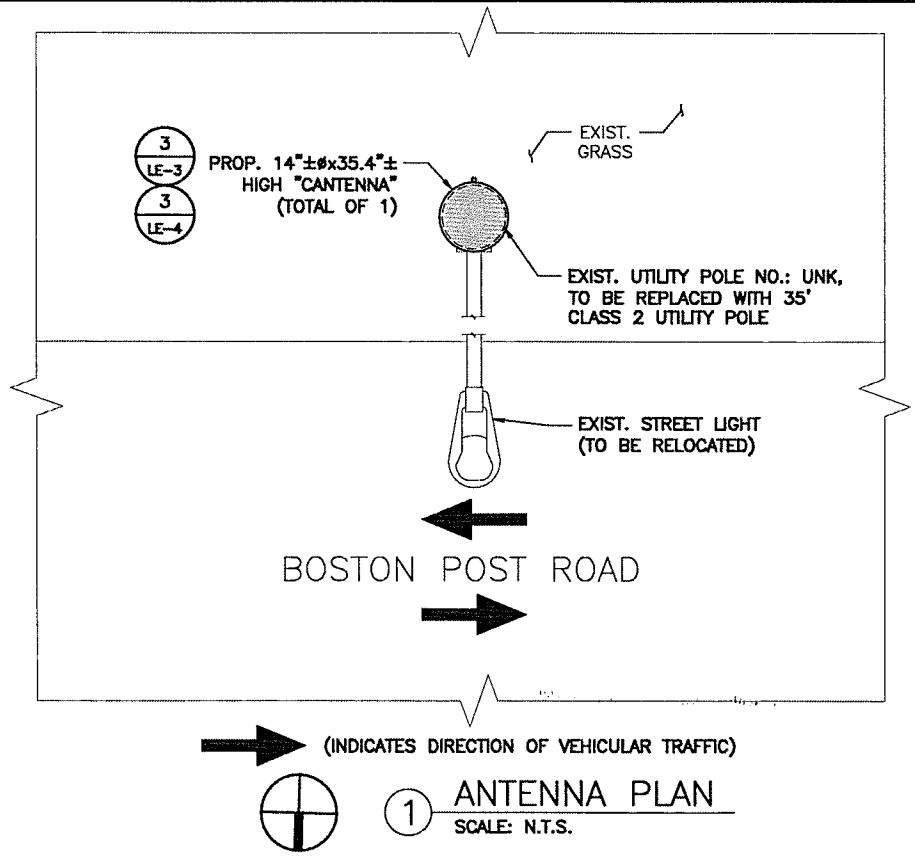 EXIST.
GRASS
3
LE-3
3
LE-4
PROP. 14"±øx35.4"±
HIGH "CANTENNA"
(TOTAL OF 1)
EXIST. UTILITY POLE NO.: UNK,
TO BE REPLACED WITH 35'
CLASS 2 UTILITY POLE
EXIST. STREET LIGHT
(TO BE RELOCATED)
BOSTON POST ROAD
(INDICATES DIRECTION OF VEHICULAR TRAFFIC)
1 ANTENNA PLAN
SCALE: N.T.S.